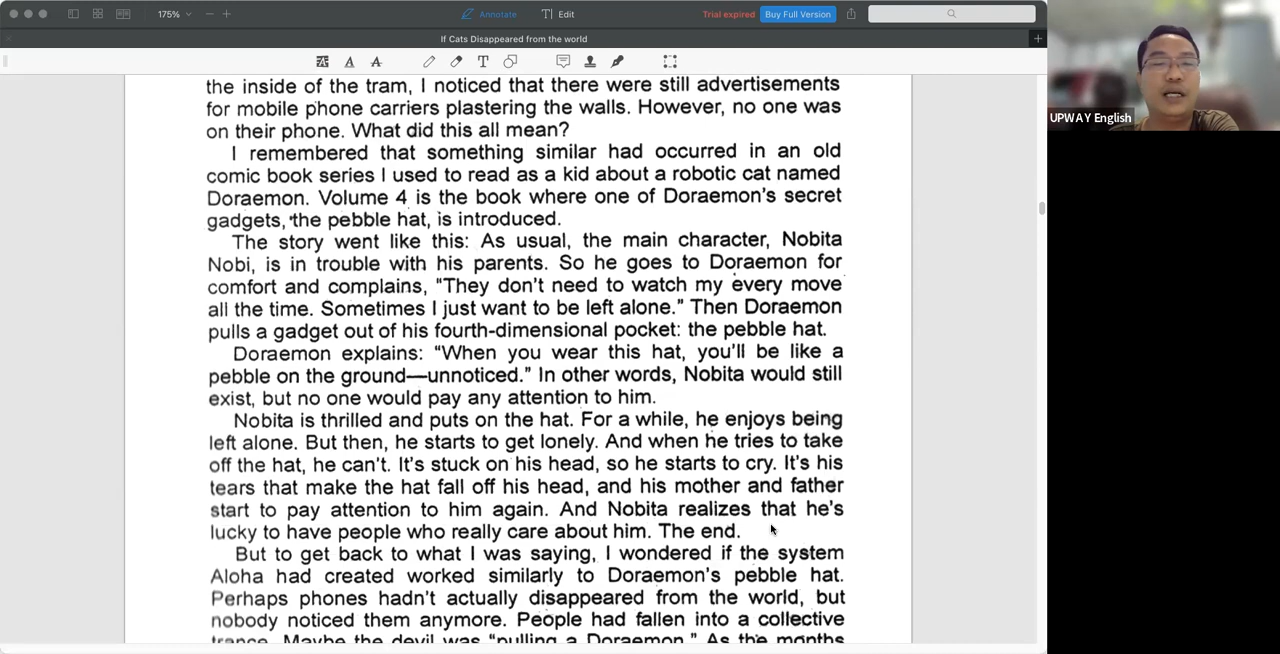 175%
Annotate
Edit
Trial expired
Buy Full Version
If Cats Disappeared from the world
the inside of the tram, I noticed that there were still advertisements
for mobile phone carriers plastering the walls. However, no one was
on their phone. What did this all mean?
I remembered that something similar had occurred in an old
comic book series I used to read as a kid about a robotic cat named
Doraemon. Volume 4 is the book where one of Doraemon's secret
gadgets, the pebble hat, is introduced.
The story went like this: As usual, the main character, Nobita
Nobi, is in trouble with his parents. So he goes to Doraemon for
comfort and complains, "They don't need to watch my every move
all the time. Sometimes I just want to be left alone." Then Doraemon
pulls a gadget out of his fourth-dimensional pocket: the pebble hat.
Doraemon explains: "When you wear this hat, you'll be like a
pebble on the ground—unnoticed." In other words, Nobita would still
exist, but no one would pay any attention to him.
Nobita is thrilled and puts on the hat. For a while, he enjoys being
left alone. But then, he starts to get lonely. And when he tries to take
off the hat, he can't. It's stuck on his head, so he starts to cry. It's his
tears that make the hat fall off his head, and his mother and father
start to pay attention to him again. And Nobita realizes that he's
lucky to have people who really care about him. The end.
But to get back to what I was saying, I wondered if the system
Aloha had created worked similarly to Doraemon's pebble hat.
Perhaps phones hadn't actually disappeared from the world, but
nobody noticed them anymore. People had fallen into a collective
trance. Maybe the devil was "pulling a Doraemon." As the months
UPWAY English